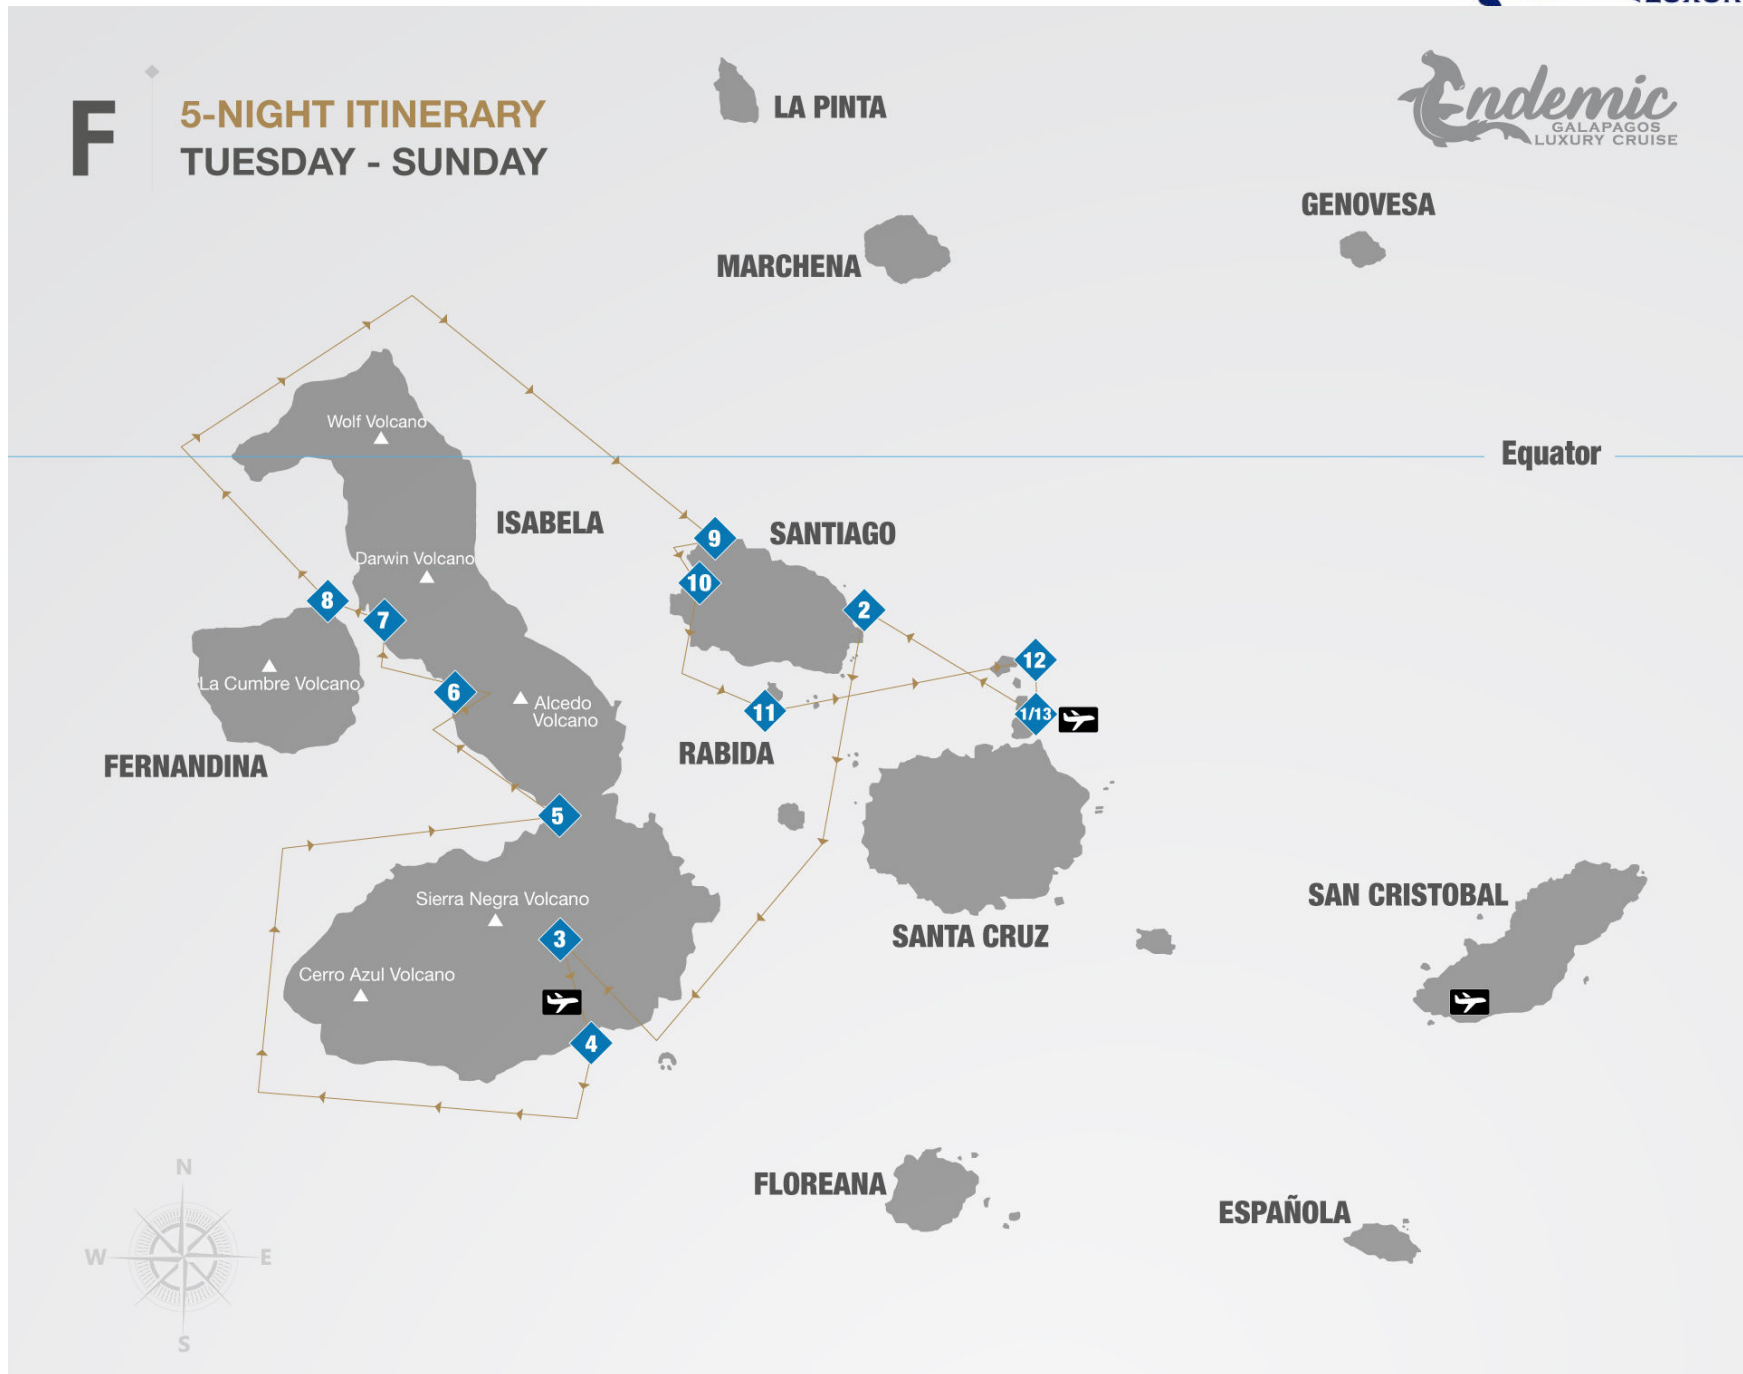 F
5-NIGHT ITINERARY
TUESDAY - SUNDAY
LA PINTA
Endemic
GALAPAGOS
LUXURY CRUISE
GENOVESA
MARCHENA
Wolf Volcano
Equator
ISABELA
9
SANTIAGO
Darwin Volcano
10
8
7
2
12
La Cumbre Volcano
6
Alcedo
Volcano
11
1/13
FERNANDINA
RABIDA
5
Sierra Negra Volcano
SAN CRISTOBAL
3
SANTA CRUZ
Cerro Azul Volcano
4
N
FLOREANA
ESPAÑOLA
W
E
S